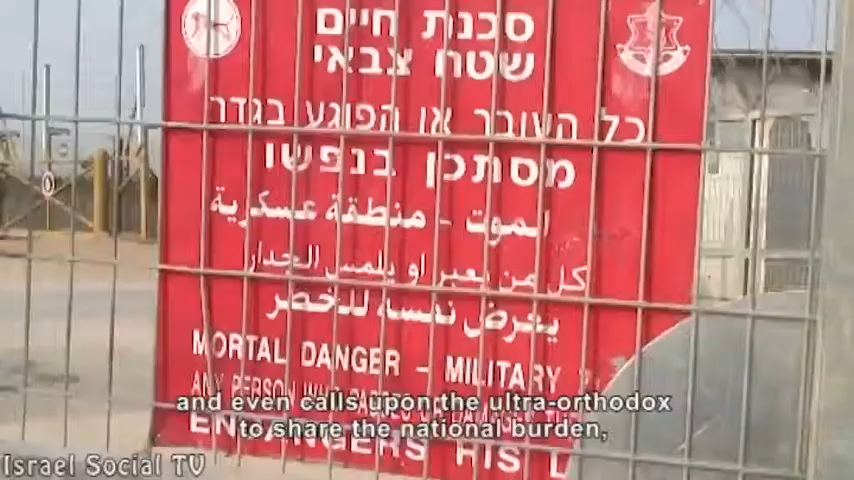 סכנת חיים
שטח צבאי
כל העובר או הפוגע בגדר
מסתכן בנפשו
الموت - منطقة عسكرية
كل من يعبر او يلمس الجدار
يعرض نفسه للخطر
MORTAL DANGER - MILITARY
ANY PERSON WHO
ENDANGERS HIS
and even calls upon the ultra-orthodox
to share the national burden,
Israel Social TV